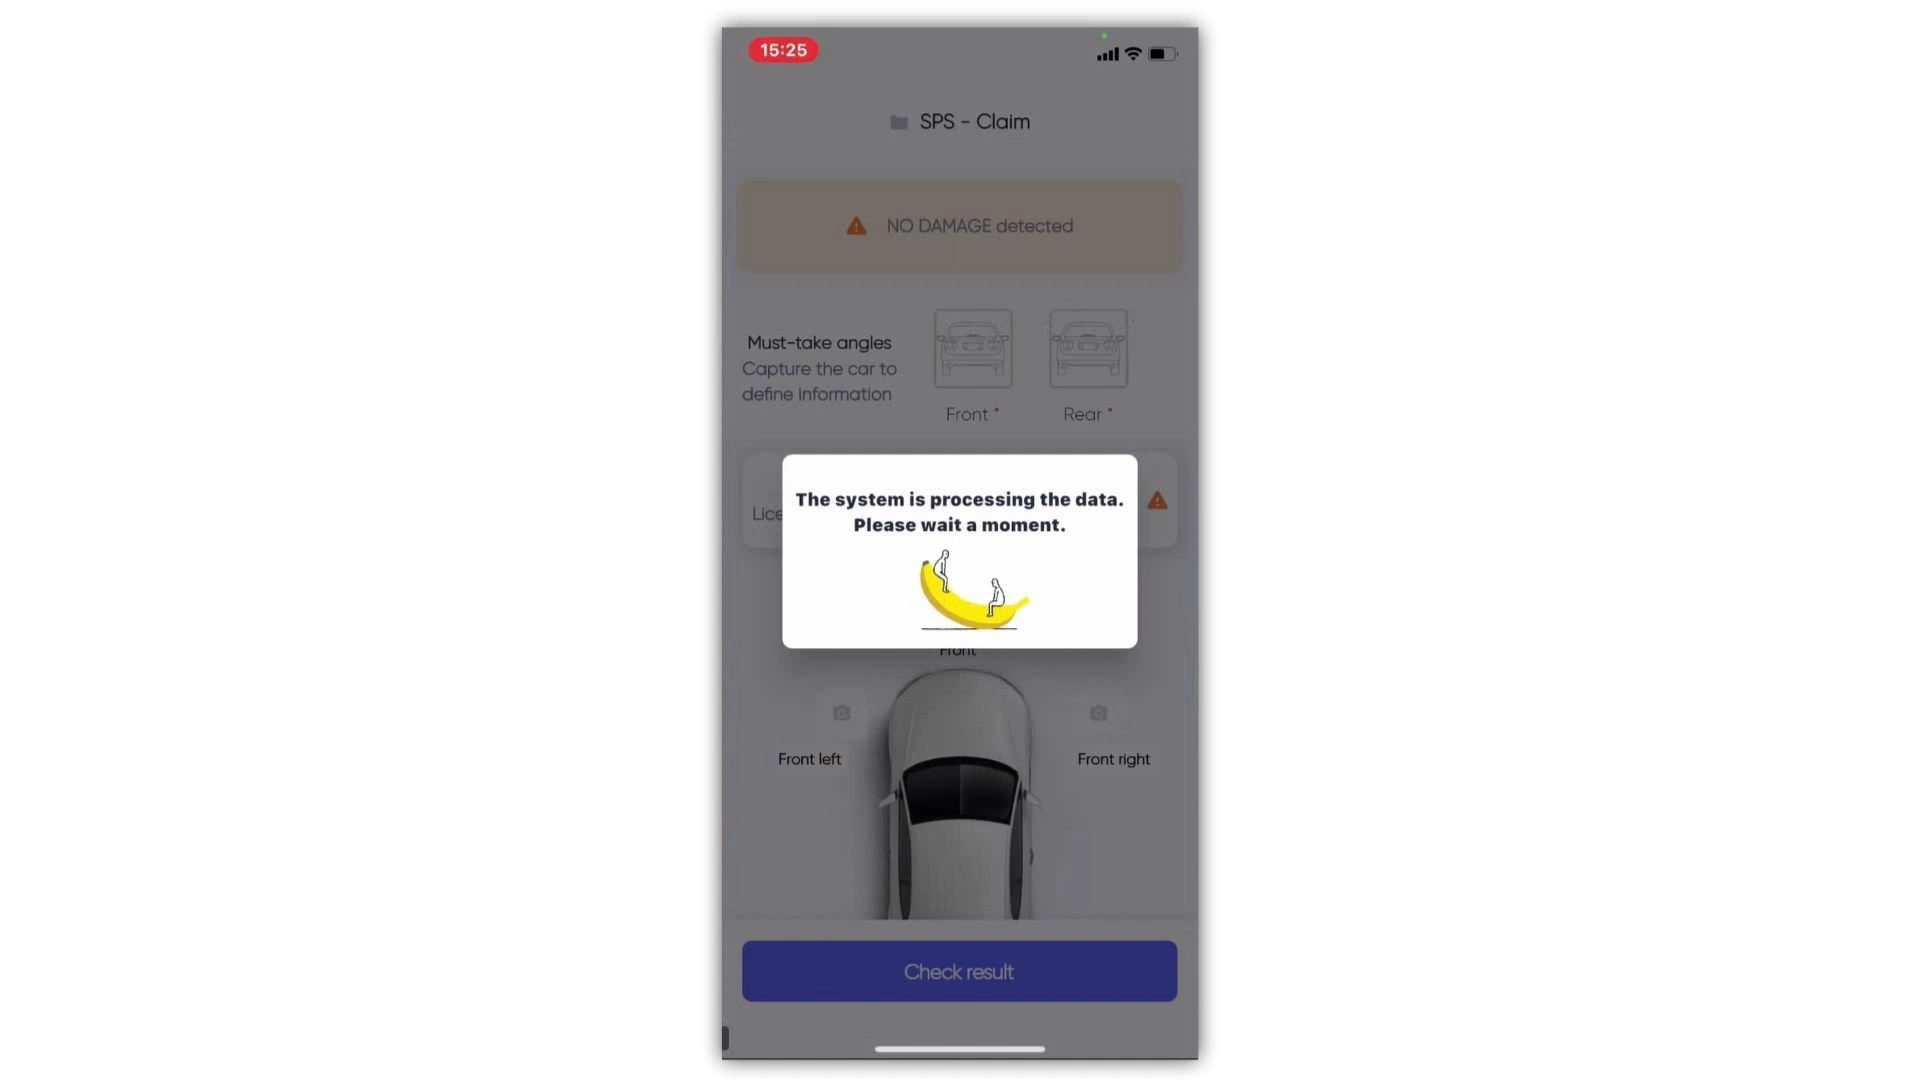 15:25
SPS - Claim
NO DAMAGE detected
Must-take angles
Capture the car to
define information
Front *
Rear *
The system is processing the data.
Please wait a moment.
Front
Front left
Front right
Check result